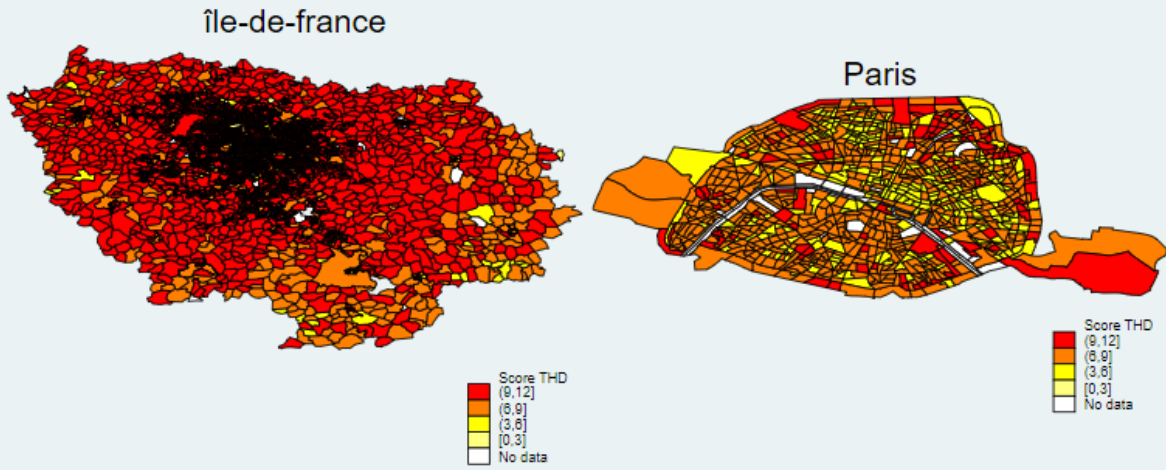 île-de-france
Paris
Score THD
(9,12]
(6,9]
(3,6]
[0,3]
No data
Score THD
(9,12]
(6,9]
(3,6]
[0,3]
No data